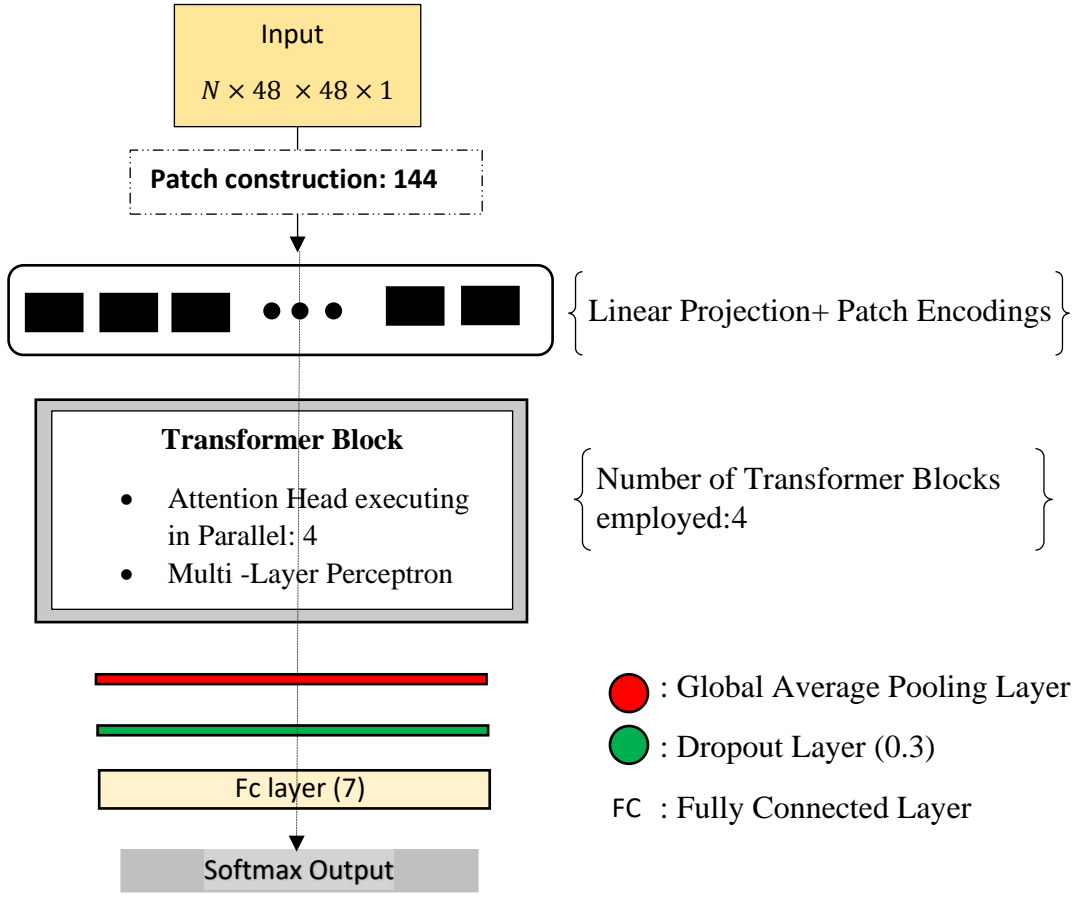 Input
N × 48 × 48 × 1
Patch construction: 144
Linear Projection+ Patch Encodings
Transformer Block
• Attention Head executing
in Parallel: 4
• Multi -Layer Perceptron
Number of Transformer Blocks
employed:4
: Global Average Pooling Layer
: Dropout Layer (0.3)
Fc layer (7)
FC : Fully Connected Layer
Softmax Output